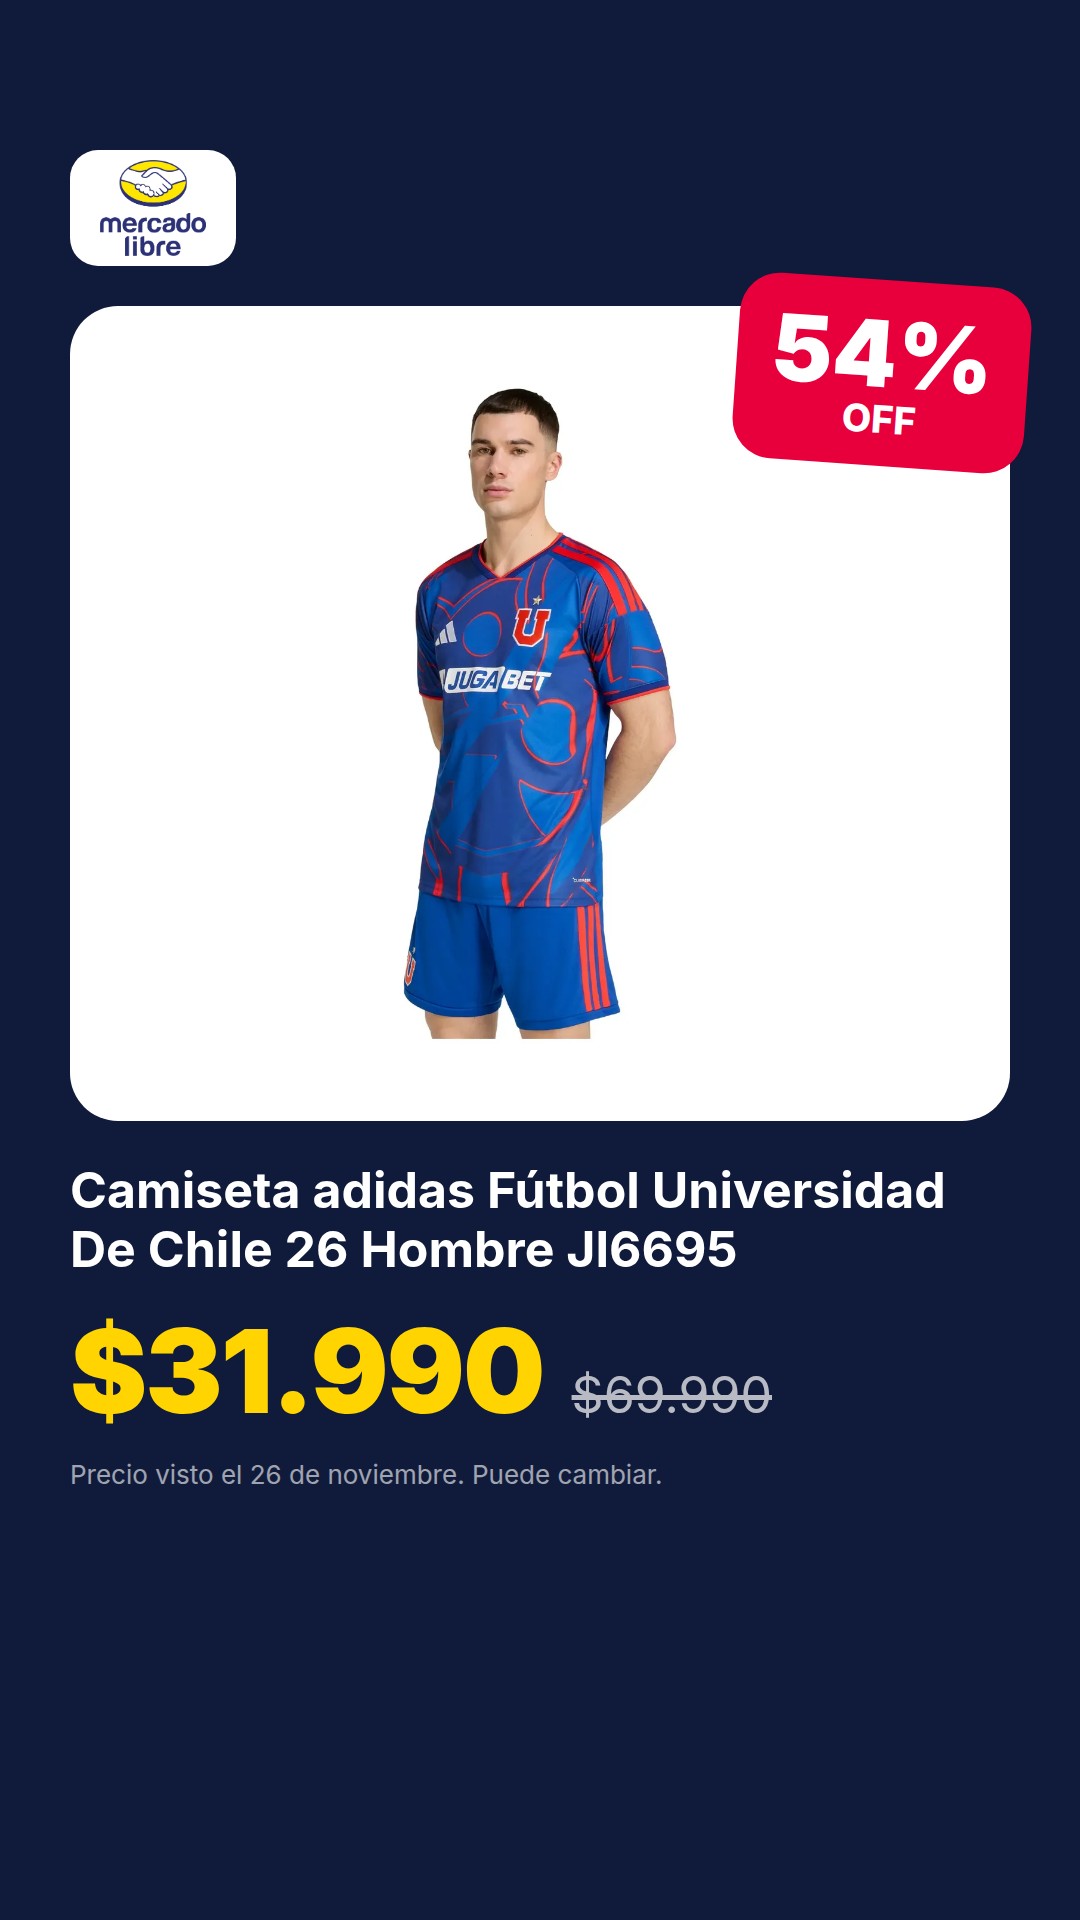 mercado
libre
54%
OFF
U
JUGABET
U
Camiseta adidas Fútbol Universidad
De Chile 26 Hombre JI6695
$31.990 $69.990
Precio visto el 26 de noviembre. Puede cambiar.